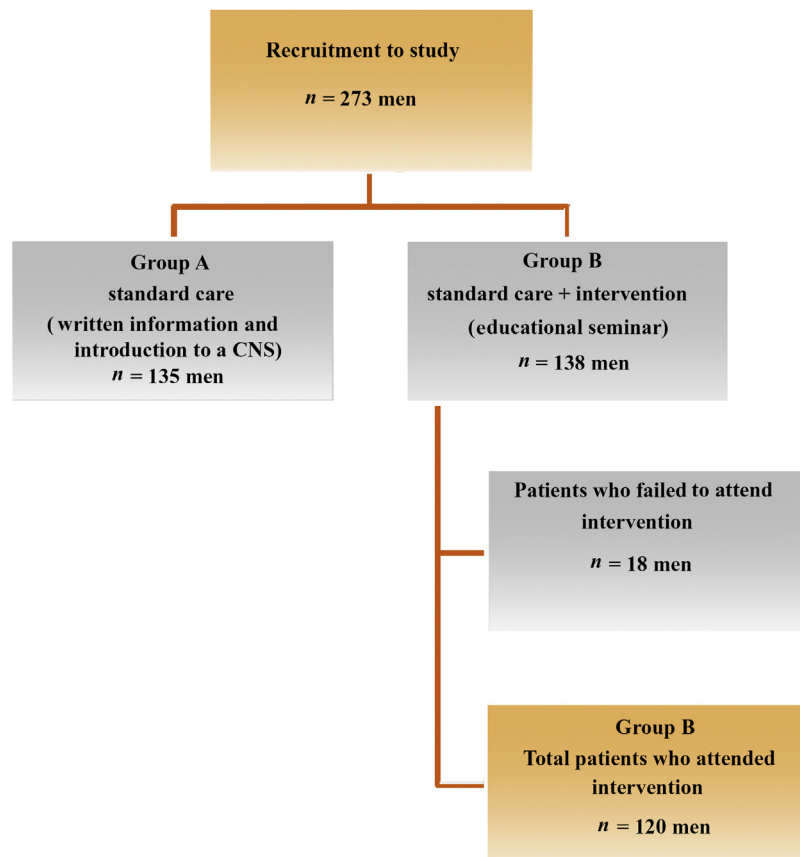 Recruitment to study
n = 273 men
Group A
standard care
( written information and
introduction to a CNS)
n = 135 men
Group B
standard care + intervention
(educational seminar)
n = 138 men
Patients who failed to attend
intervention
n = 18 men
Group B
Total patients who attended
intervention
n = 120 men